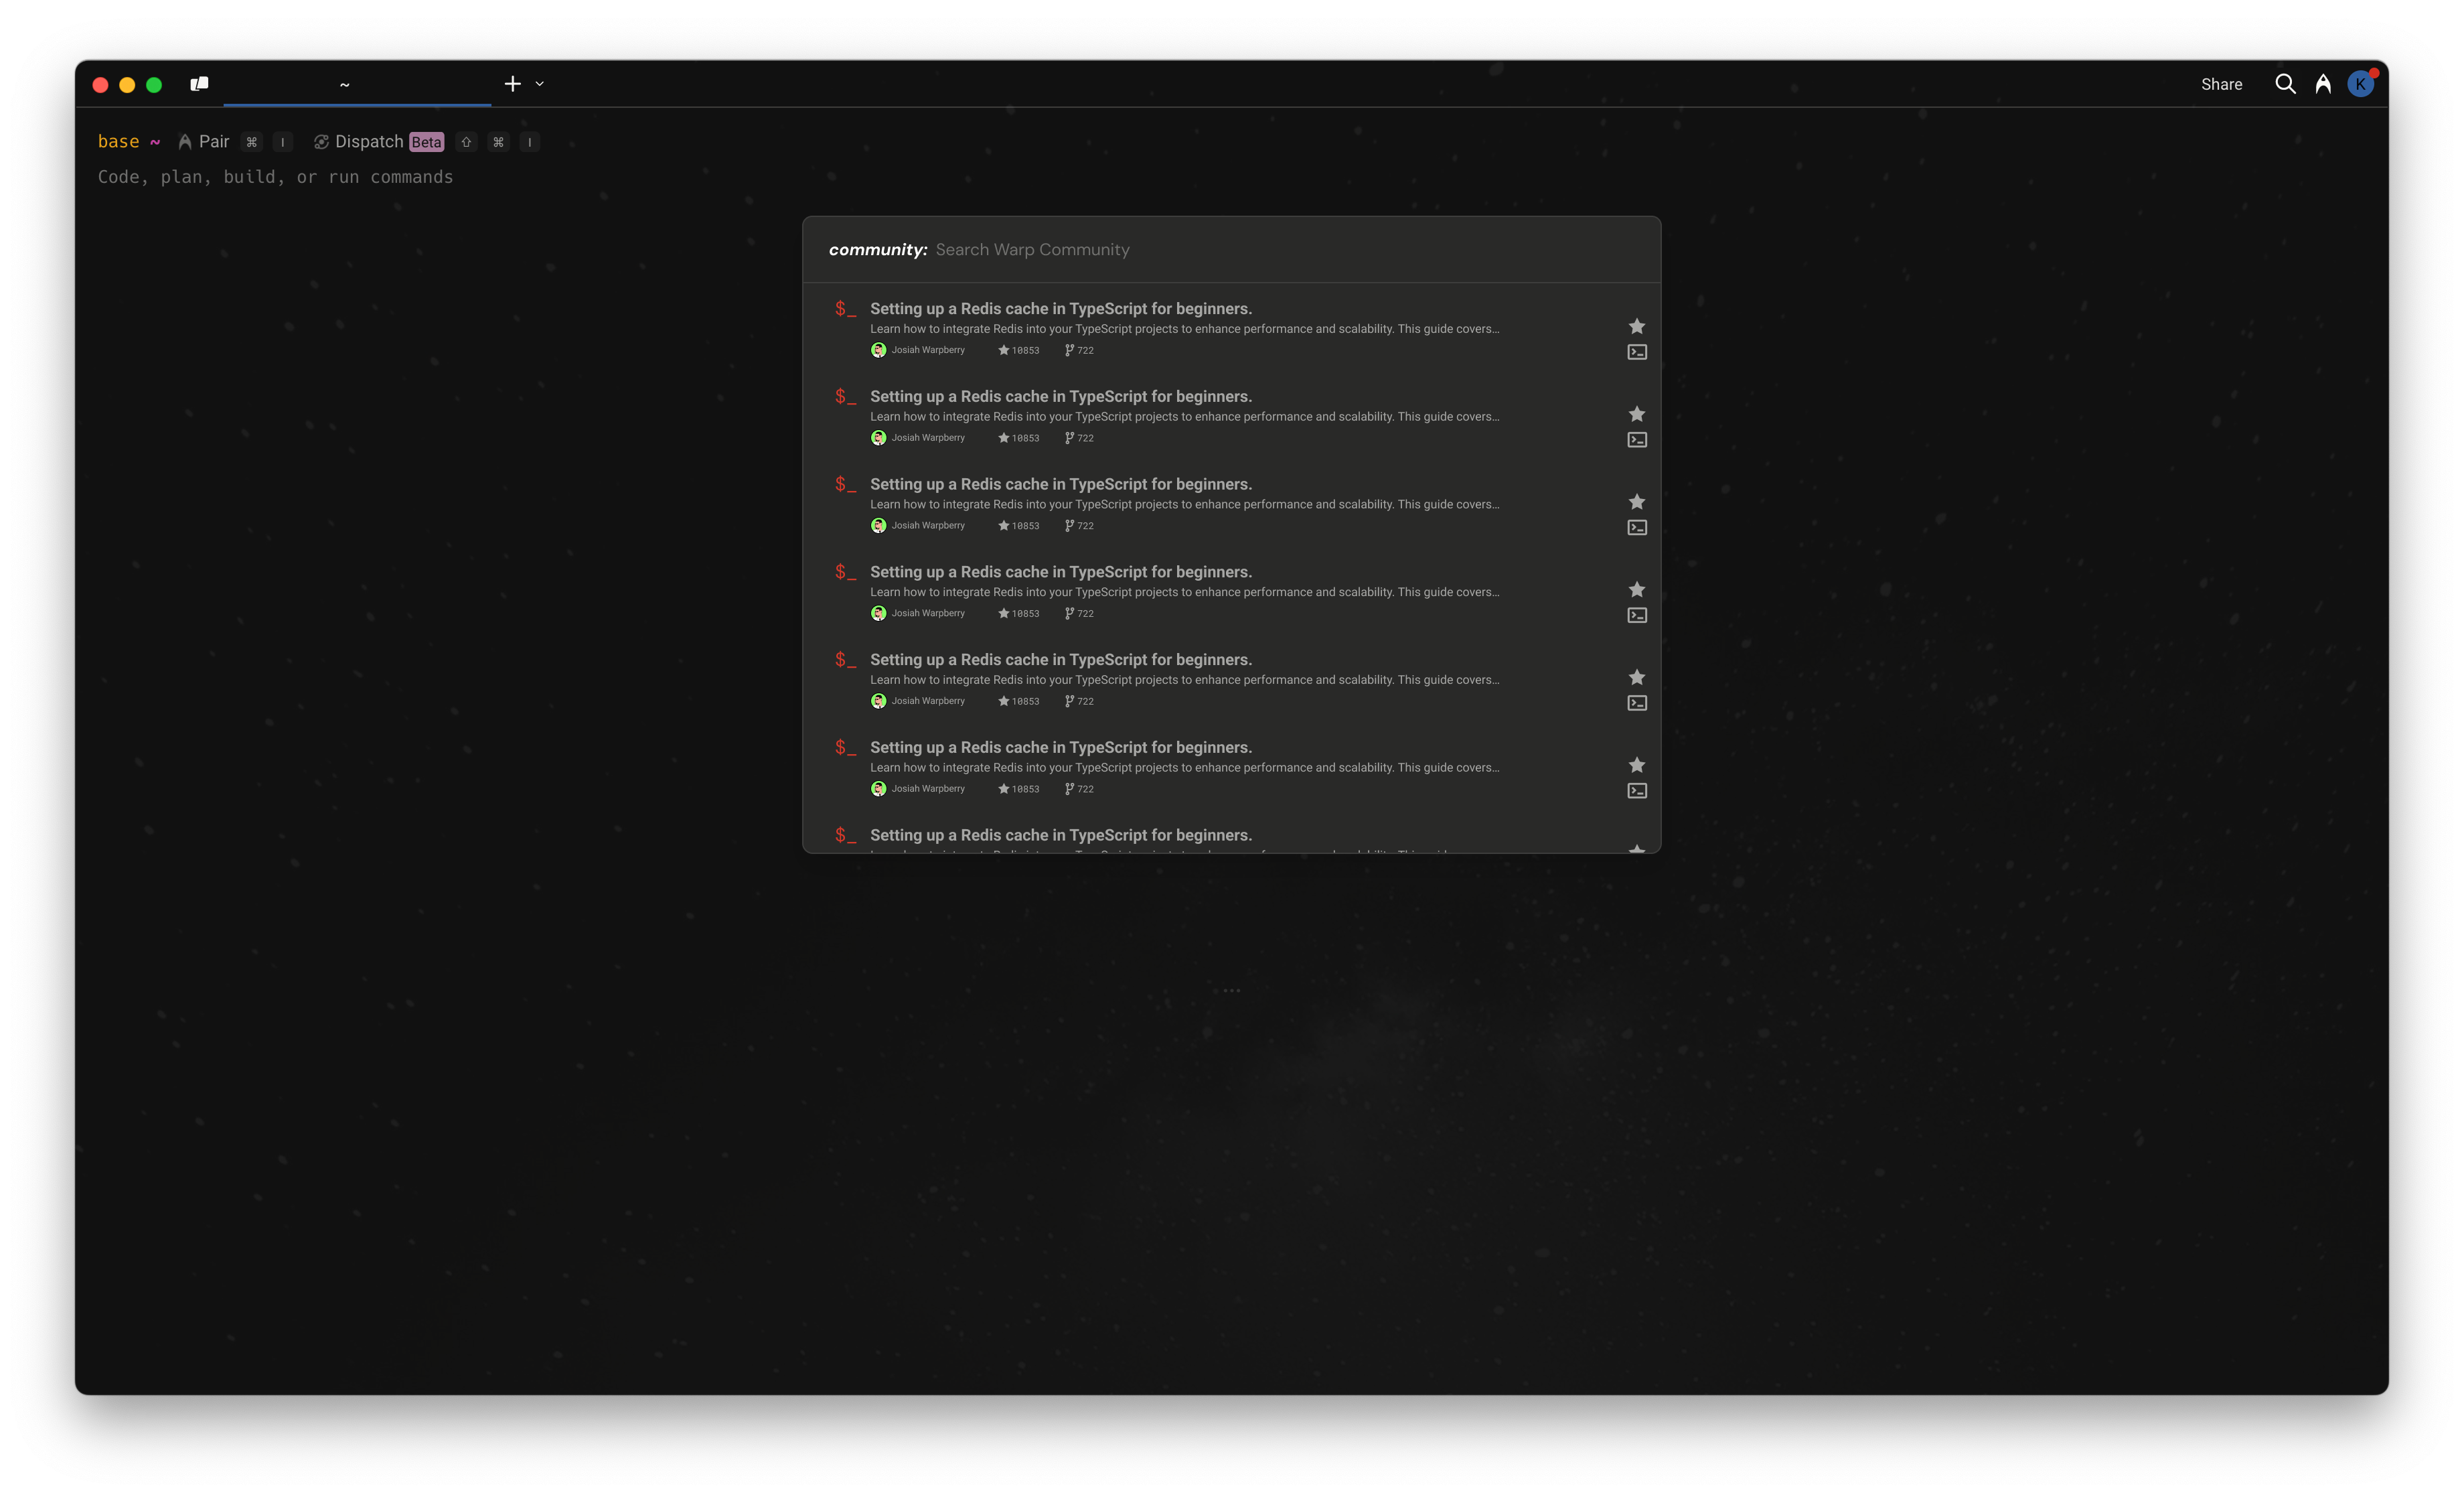 ~ Share K
base ~ Pair ⌘ I Dispatch Beta ⇧ ⌘ I
Code, plan, build, or run commands
community: Search Warp Community
$_ Setting up a Redis cache in TypeScript for beginners.
Learn how to integrate Redis into your TypeScript projects to enhance performance and scalability. This guide covers...
Josiah Warpberry 10853 722
$_ Setting up a Redis cache in TypeScript for beginners.
Learn how to integrate Redis into your TypeScript projects to enhance performance and scalability. This guide covers...
Josiah Warpberry 10853 722
$_ Setting up a Redis cache in TypeScript for beginners.
Learn how to integrate Redis into your TypeScript projects to enhance performance and scalability. This guide covers...
Josiah Warpberry 10853 722
$_ Setting up a Redis cache in TypeScript for beginners.
Learn how to integrate Redis into your TypeScript projects to enhance performance and scalability. This guide covers...
Josiah Warpberry 10853 722
$_ Setting up a Redis cache in TypeScript for beginners.
Learn how to integrate Redis into your TypeScript projects to enhance performance and scalability. This guide covers...
Josiah Warpberry 10853 722
$_ Setting up a Redis cache in TypeScript for beginners.
Learn how to integrate Redis into your TypeScript projects to enhance performance and scalability. This guide covers...
Josiah Warpberry 10853 722
$_ Setting up a Redis cache in TypeScript for beginners.